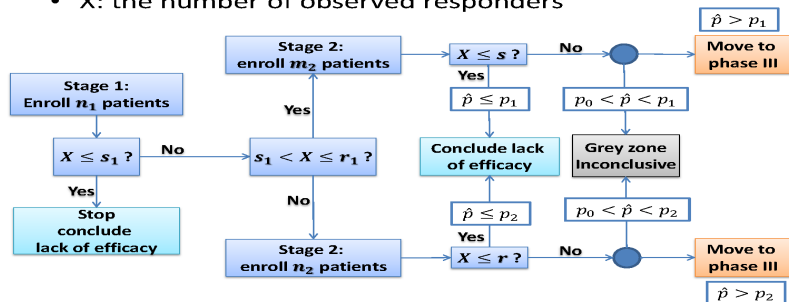 • X: the number of observed responders
p̂ > p₁
Stage 2:
enroll m₂ patients
X ≤ s ?
No
Move to
phase III
Stage 1:
Enroll n₁ patients
Yes
Yes
p̂ ≤ p₁
p₀ < p̂ < p₁
X ≤ s₁ ?
No
s₁ < X ≤ r₁ ?
Conclude lack
of efficacy
Grey zone
Inconclusive
Yes
No
Stop
conclude
lack of efficacy
p̂ ≤ p₂
p₀ < p̂ < p₂
Yes
Stage 2:
enroll n₂ patients
X ≤ r ?
No
Move to
phase III
p̂ > p₂